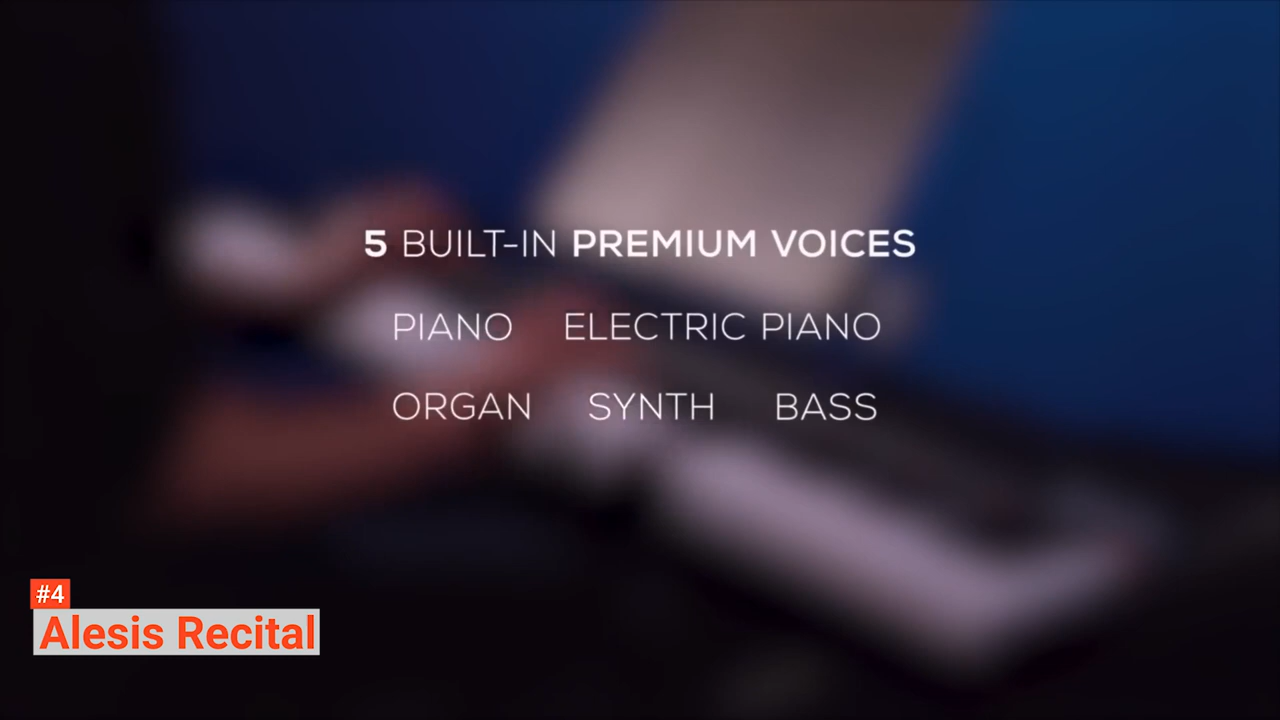 5 BUILT-IN PREMIUM VOICES
PIANO ELECTRIC PIANO
ORGAN SYNTH BASS
#4
Alesis Recital